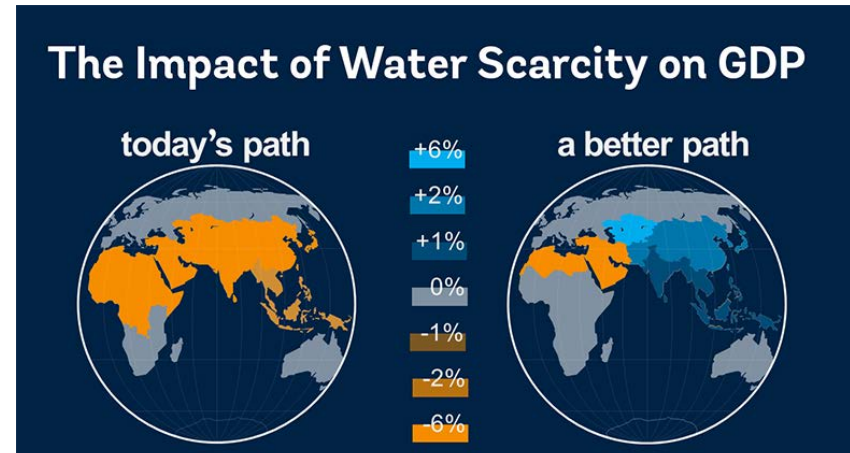 The Impact of Water Scarcity on GDP
today's path
a better path
+6%
+2%
+1%
0%
-1%
-2%
-6%